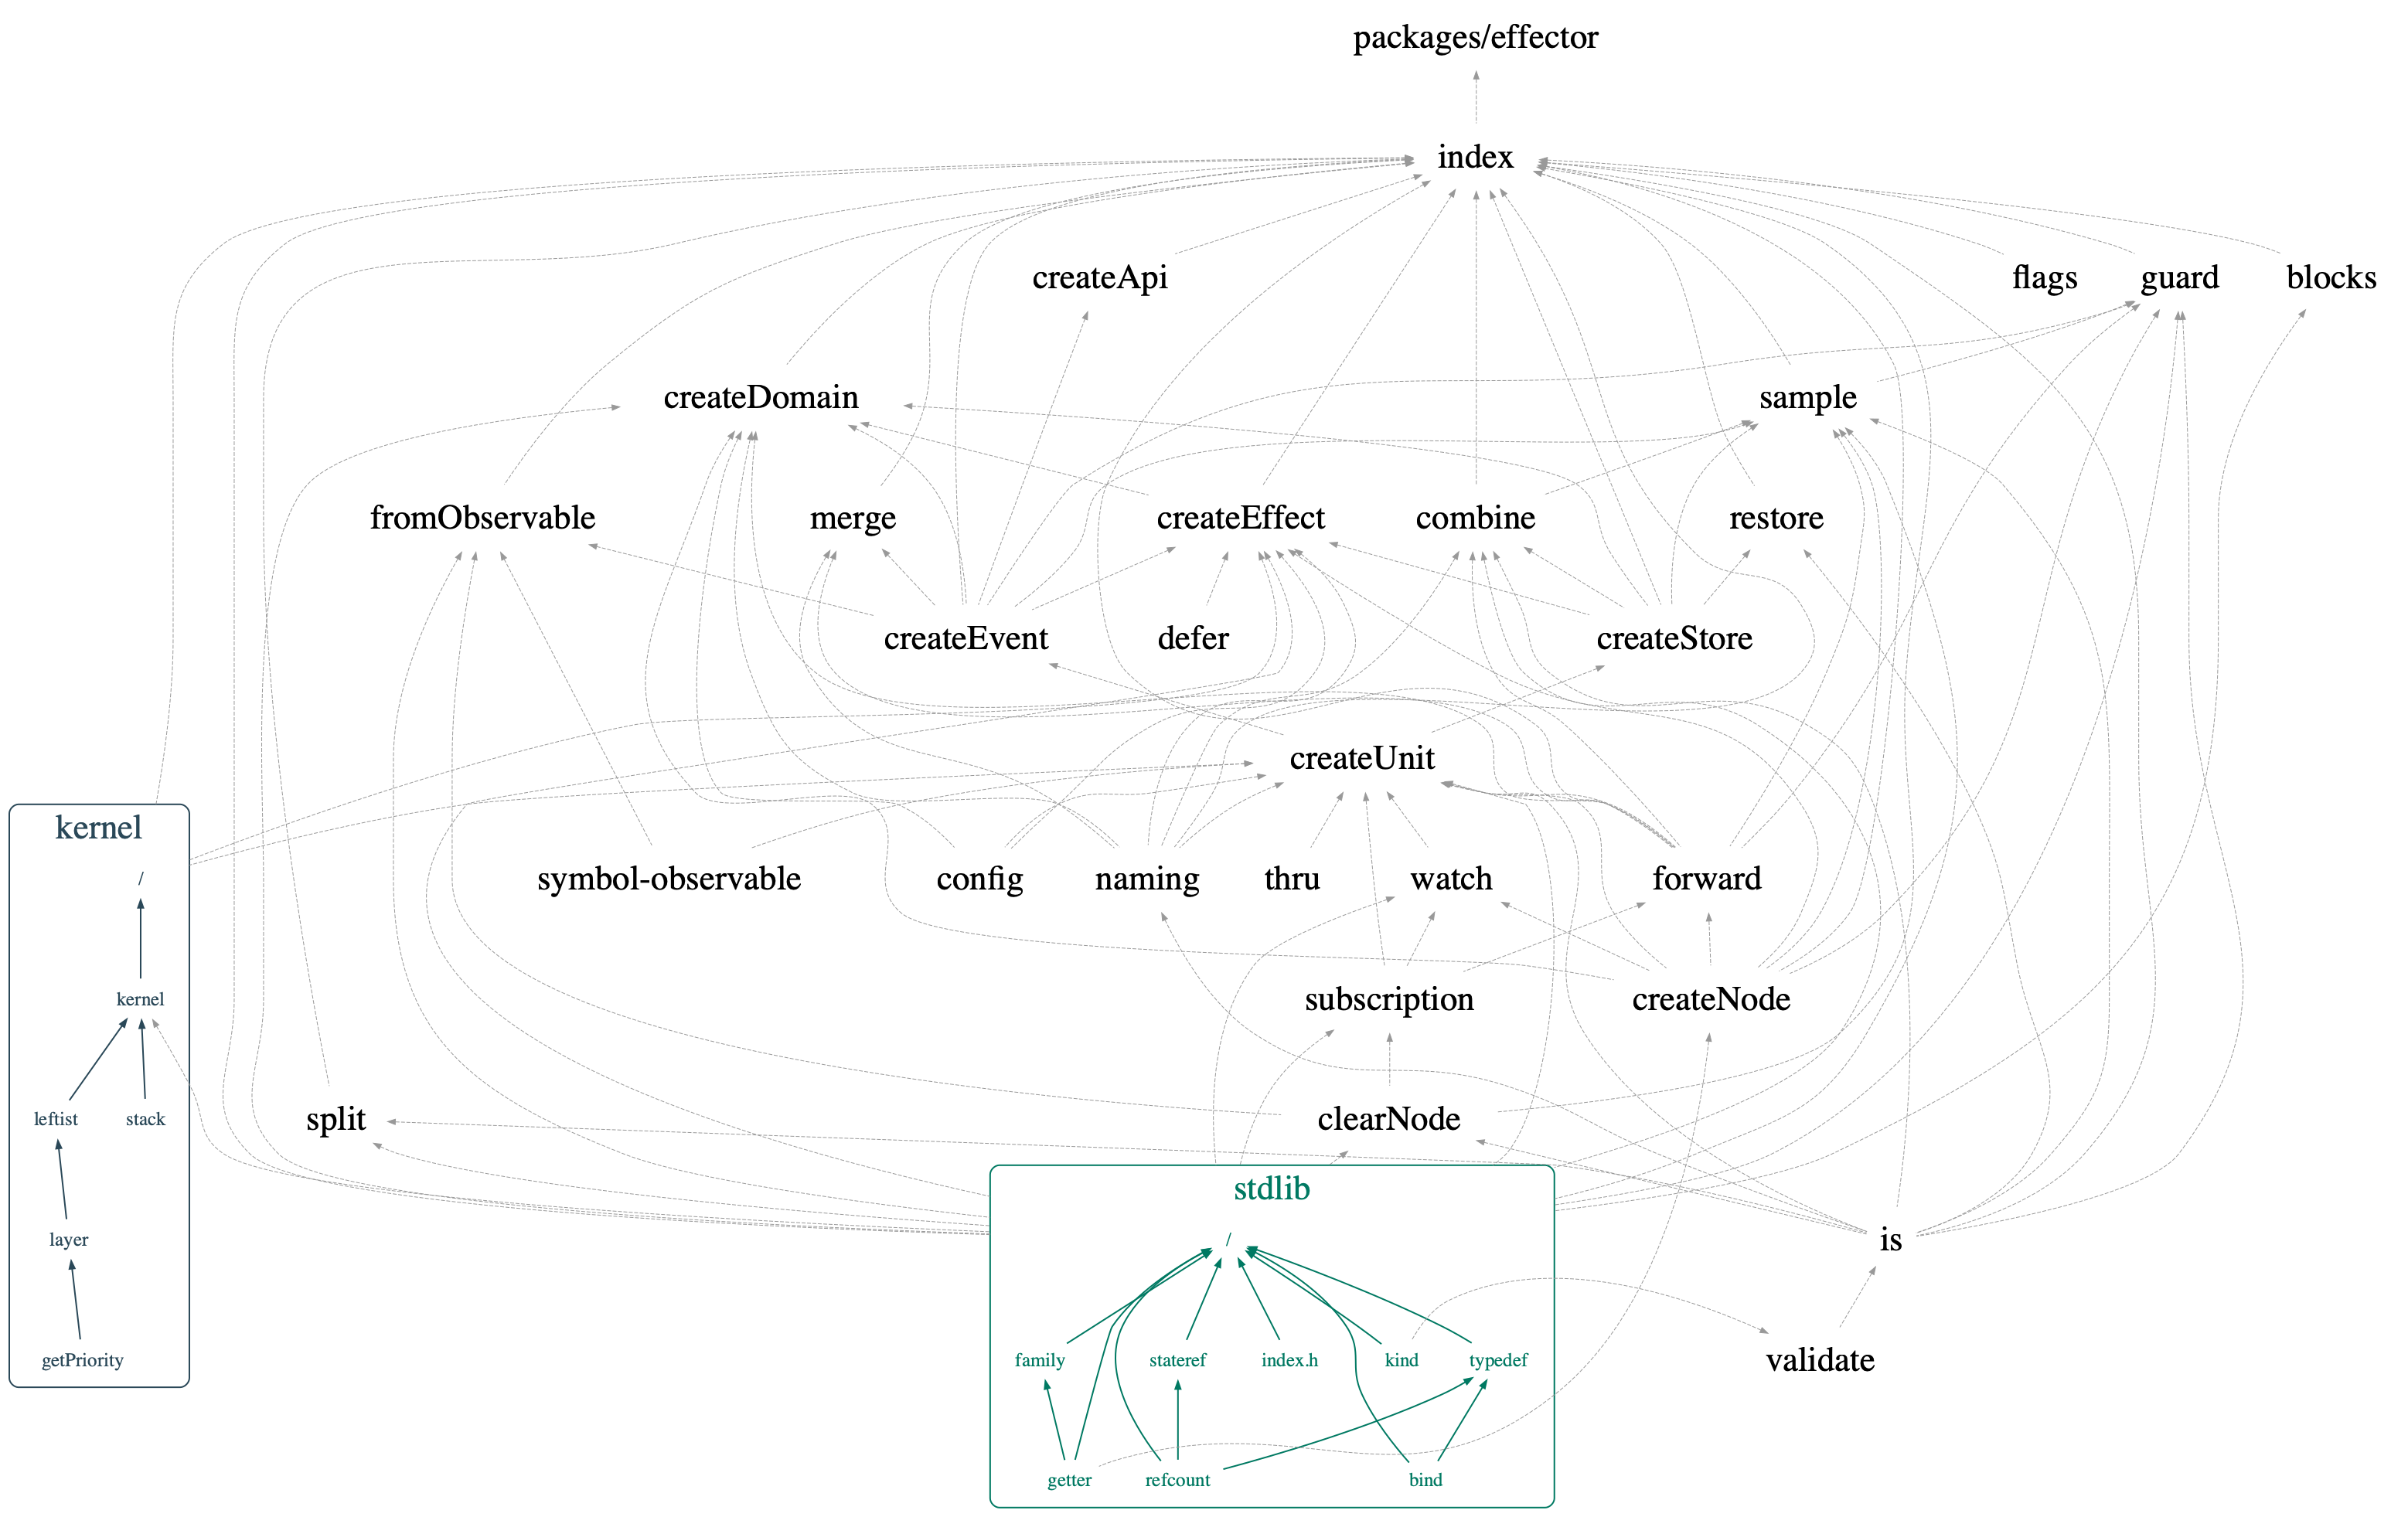 packages/effector
index
createApi
flags
guard
blocks
createDomain
sample
fromObservable
merge
createEffect
combine
restore
createEvent
defer
createStore
createUnit
kernel
/
symbol-observable
config
naming
thru
watch
forward
kernel
subscription
createNode
leftist
stack
split
clearNode
stdlib
layer
/
is
getPriority
family
stateref
index.h
kind
typedef
validate
getter
refcount
bind